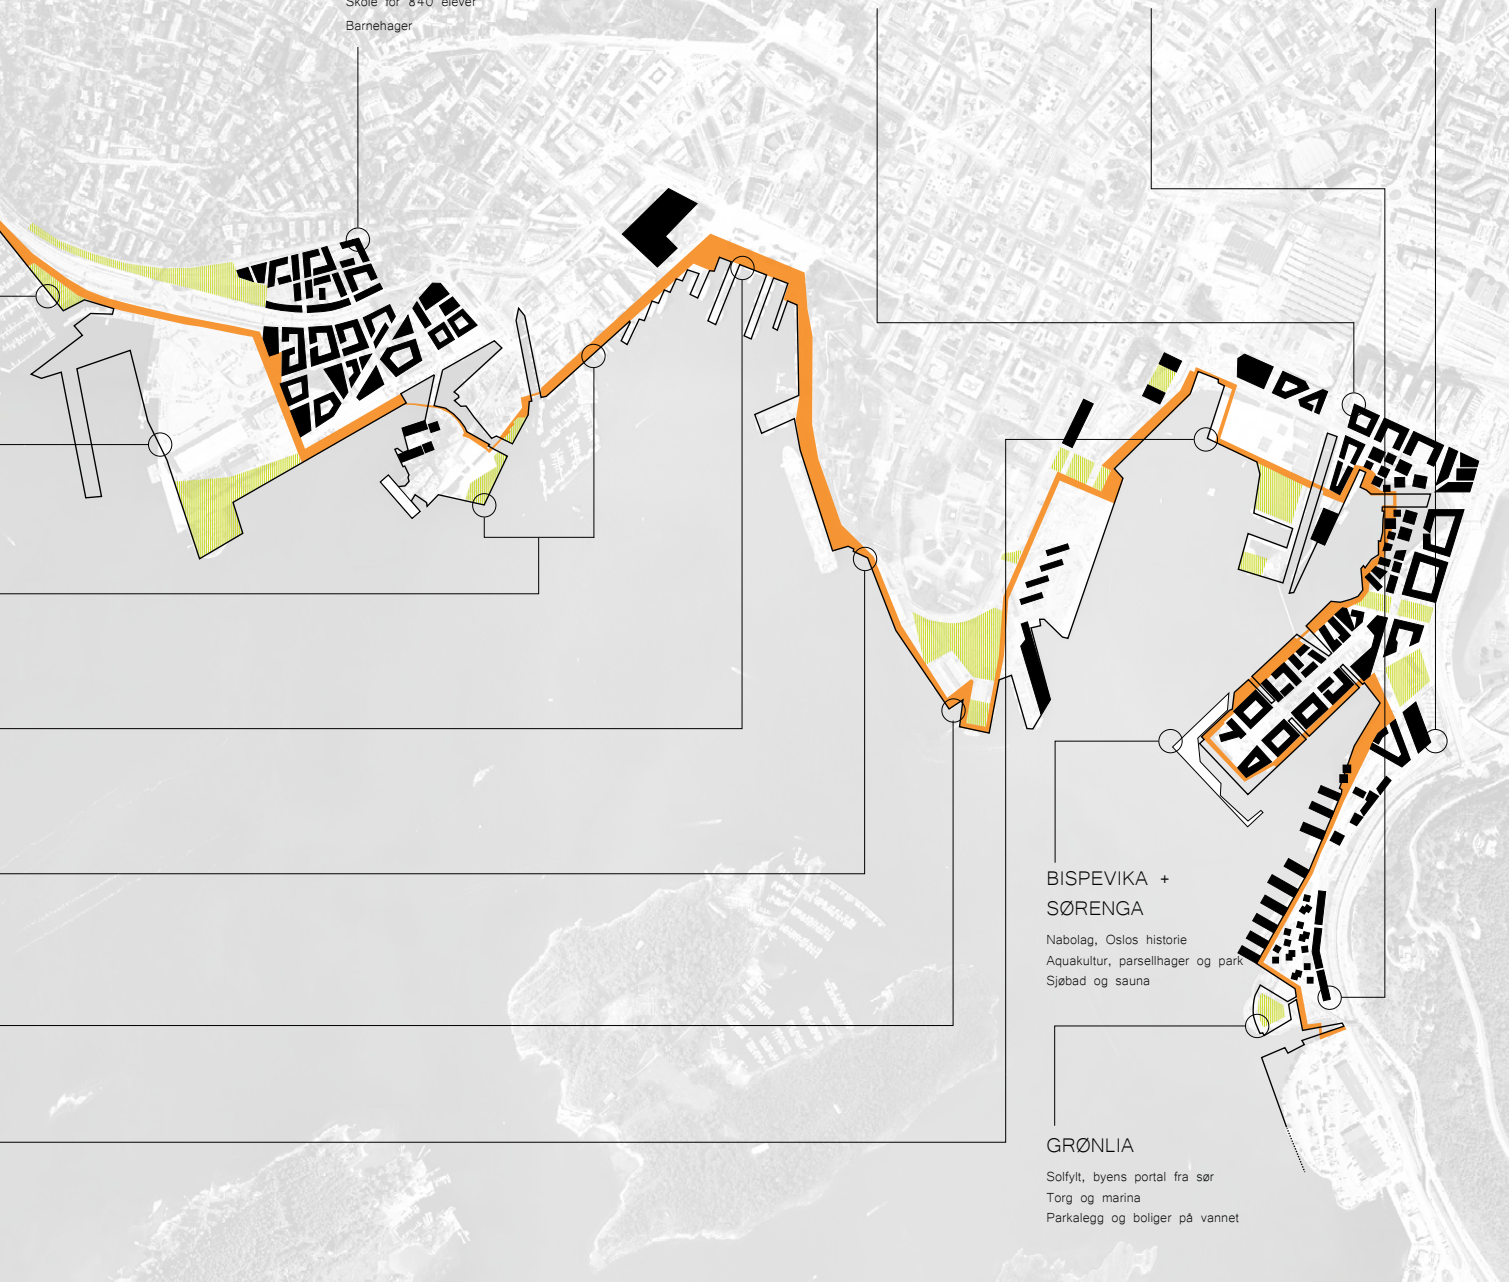 Skole for 840 elever
Barnehager
BISPEVIKA +
SØRENGA
Nabolag, Oslos historie
Aquakultur, parsellhager og park
Sjøbad og sauna
GRØNLIA
Solfylt, byens portal fra sør
Torg og marina
Parkalegg og boliger på vannet